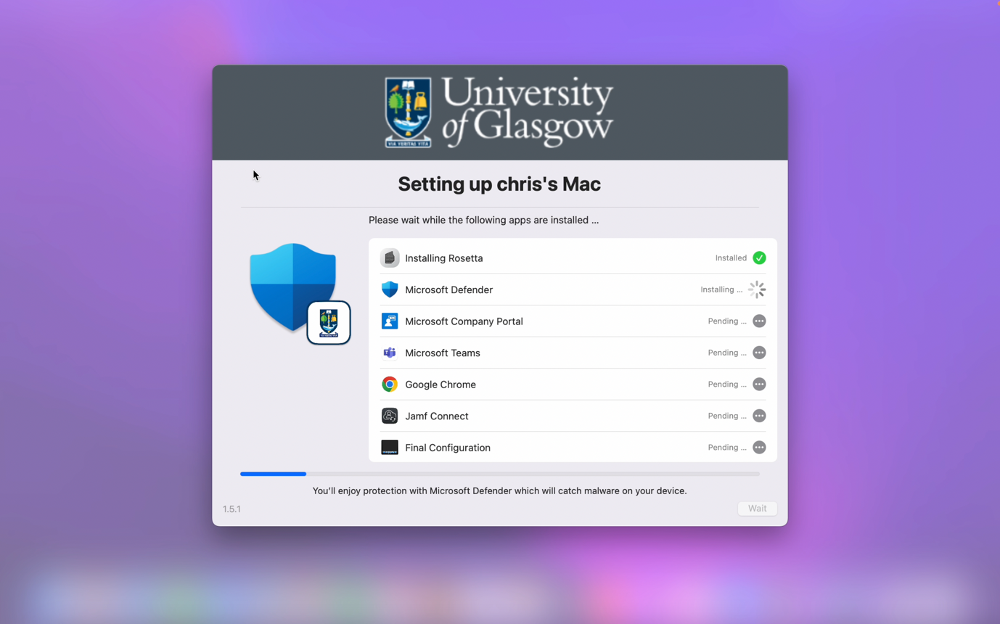 University
of Glasgow
VIA VERITAS VITA
Setting up chris's Mac
Please wait while the following apps are installed ...
Installing Rosetta
Installed
Microsoft Defender
Installing ...
Microsoft Company Portal
Pending ...
Microsoft Teams
Pending ...
Google Chrome
Pending ...
Jamf Connect
Pending ...
Final Configuration
Pending ...
You'll enjoy protection with Microsoft Defender which will catch malware on your device.
1.5.1
Wait